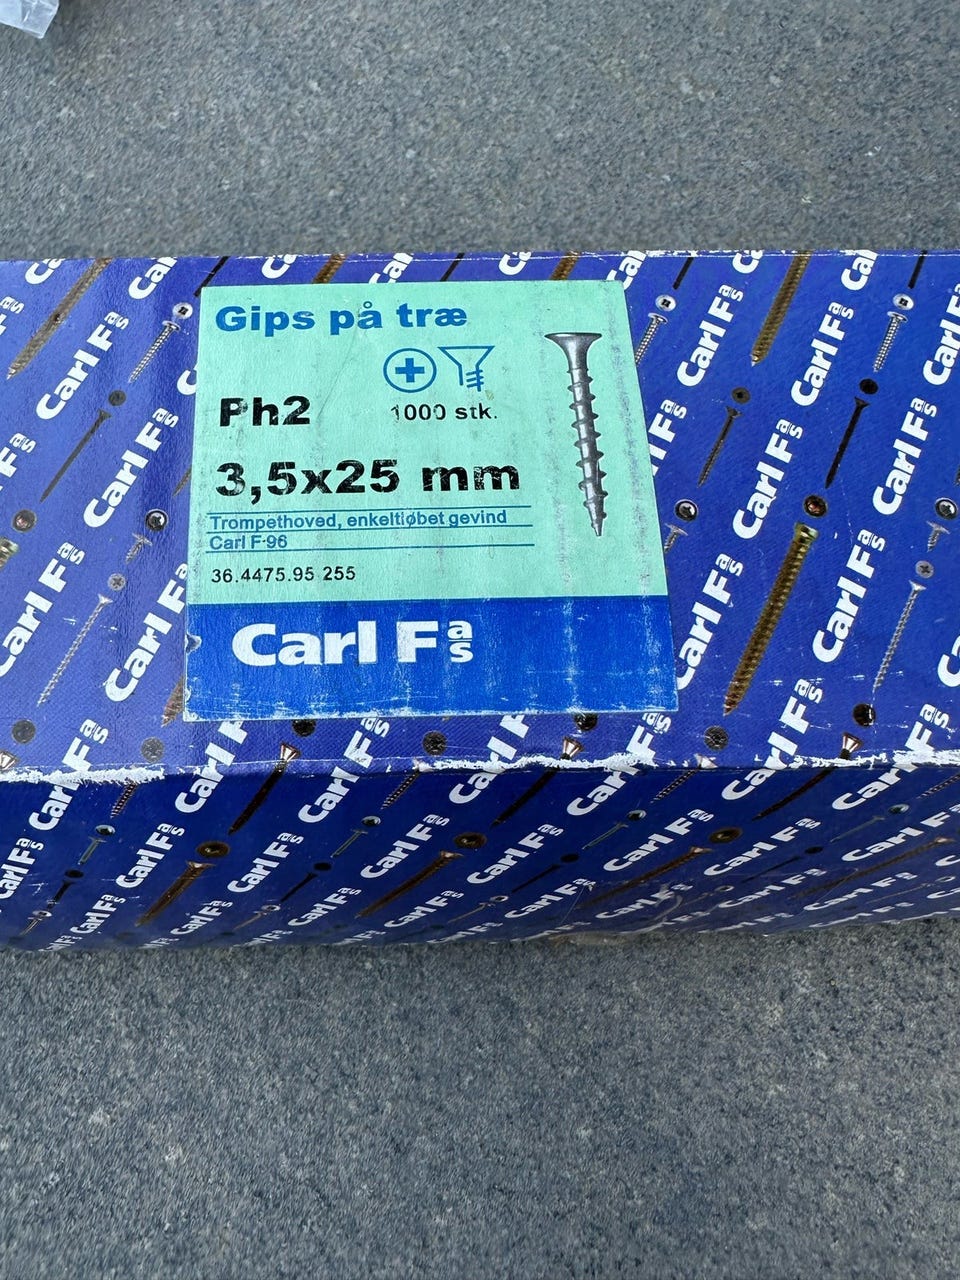 Gips på træ
Ph2
1000 stk.
3,5x25 mm
Trompethoved, enkeltløbet gevind
Carl F-96
36.4475.95 255
Carl Fas